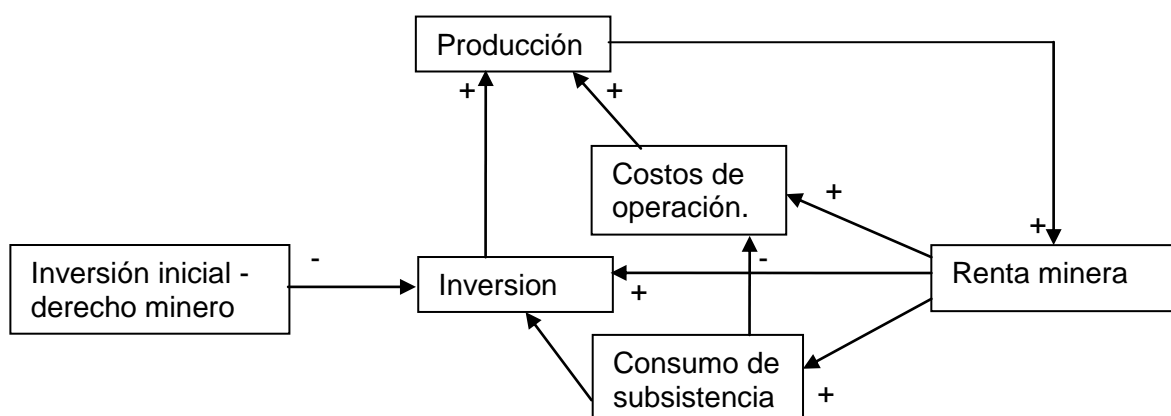 Producción
+
+
Costos de
operación.
+
+
Inversión inicial -
derecho minero
-
Inversion
+
-
Renta minera
Consumo de
subsistencia
+